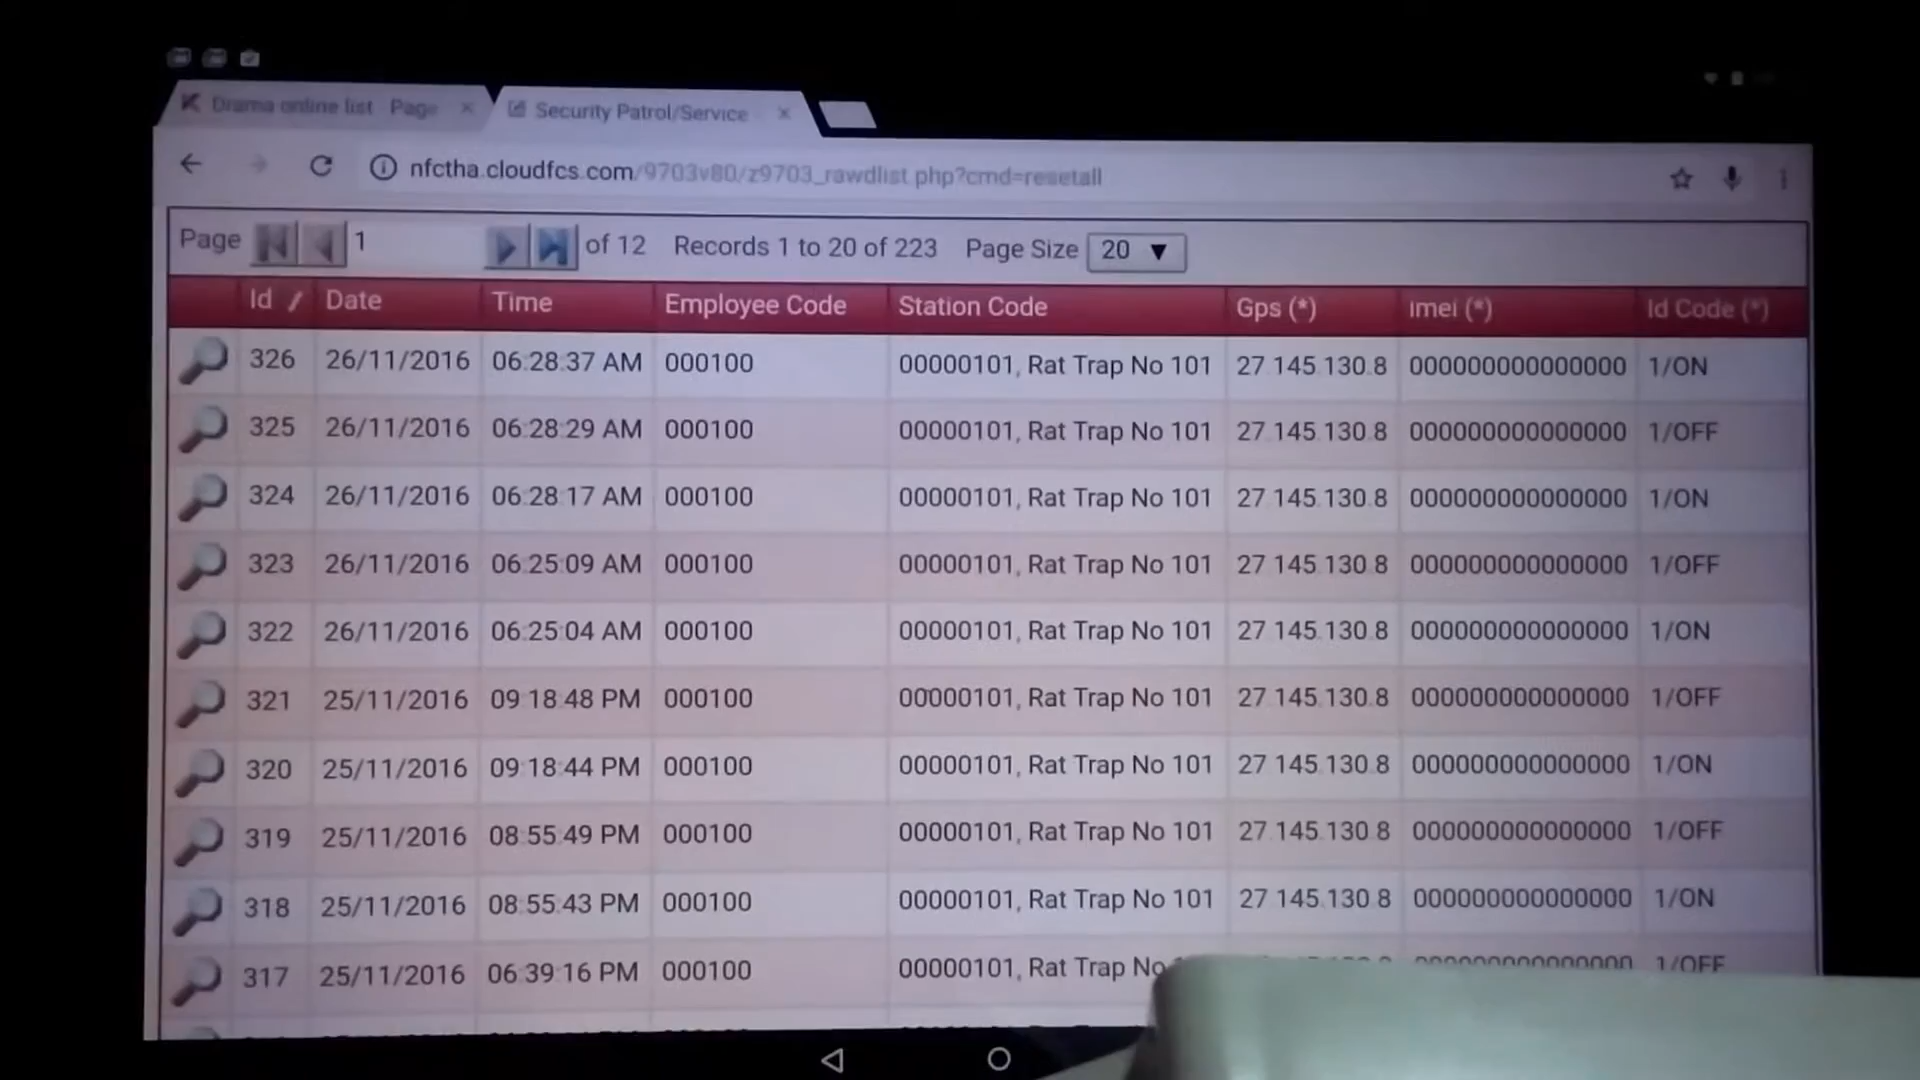 Drama online list Page
Security Patrol/Service
nfctha.cloudfcs.com/9703v80/z9703_rawdlist.php?cmd=resetall
Page 1 of 12 Records 1 to 20 of 223 Page Size 20
Id Date Time Employee Code Station Code Gps (*) imei (*) Id Code (*)
326 26/11/2016 06:28:37 AM 000100 00000101, Rat Trap No 101 27.145.130.8 000000000000000 1/ON
325 26/11/2016 06:28:29 AM 000100 00000101, Rat Trap No 101 27.145.130.8 000000000000000 1/OFF
324 26/11/2016 06:28:17 AM 000100 00000101, Rat Trap No 101 27.145.130.8 000000000000000 1/ON
323 26/11/2016 06:25:09 AM 000100 00000101, Rat Trap No 101 27.145.130.8 000000000000000 1/OFF
322 26/11/2016 06:25:04 AM 000100 00000101, Rat Trap No 101 27.145.130.8 000000000000000 1/ON
321 25/11/2016 09:18:48 PM 000100 00000101, Rat Trap No 101 27.145.130.8 000000000000000 1/OFF
320 25/11/2016 09:18:44 PM 000100 00000101, Rat Trap No 101 27.145.130.8 000000000000000 1/ON
319 25/11/2016 08:55:49 PM 000100 00000101, Rat Trap No 101 27.145.130.8 000000000000000 1/OFF
318 25/11/2016 08:55:43 PM 000100 00000101, Rat Trap No 101 27.145.130.8 000000000000000 1/ON
317 25/11/2016 06:39:16 PM 000100 00000101, Rat Trap No 1/OFF